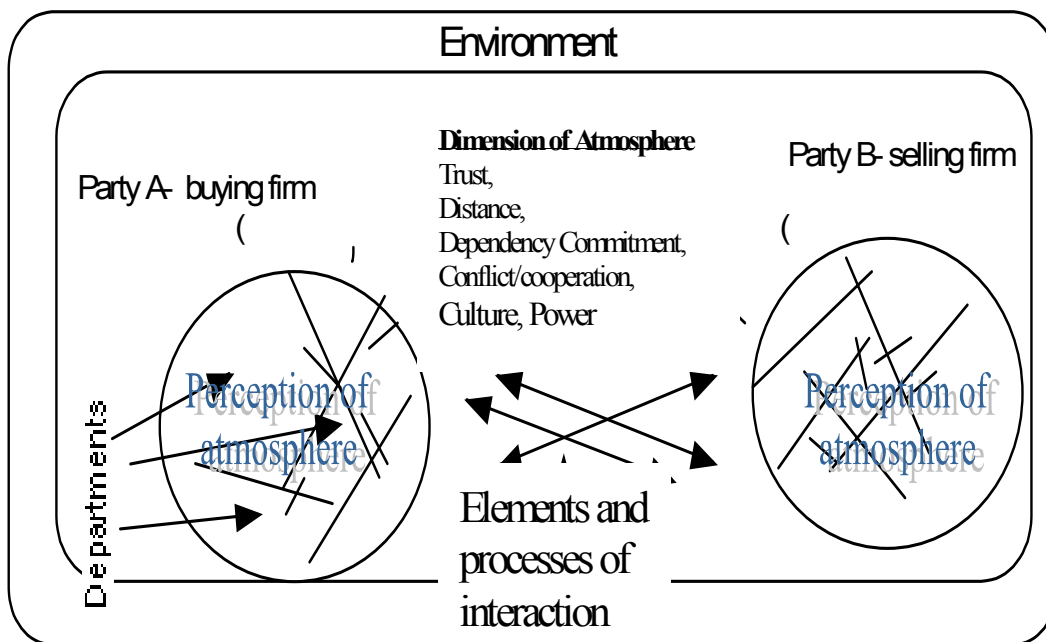 Environment
Dimension of Atmosphere
Trust,
Distance,
Dependency Commitment,
Conflict/cooperation,
Culture, Power
Party A- buying firm
(
)
Party B- selling firm
(
Perception of
atmosphere
Perception of
atmosphere
Departments
Elements and
processes of
interaction